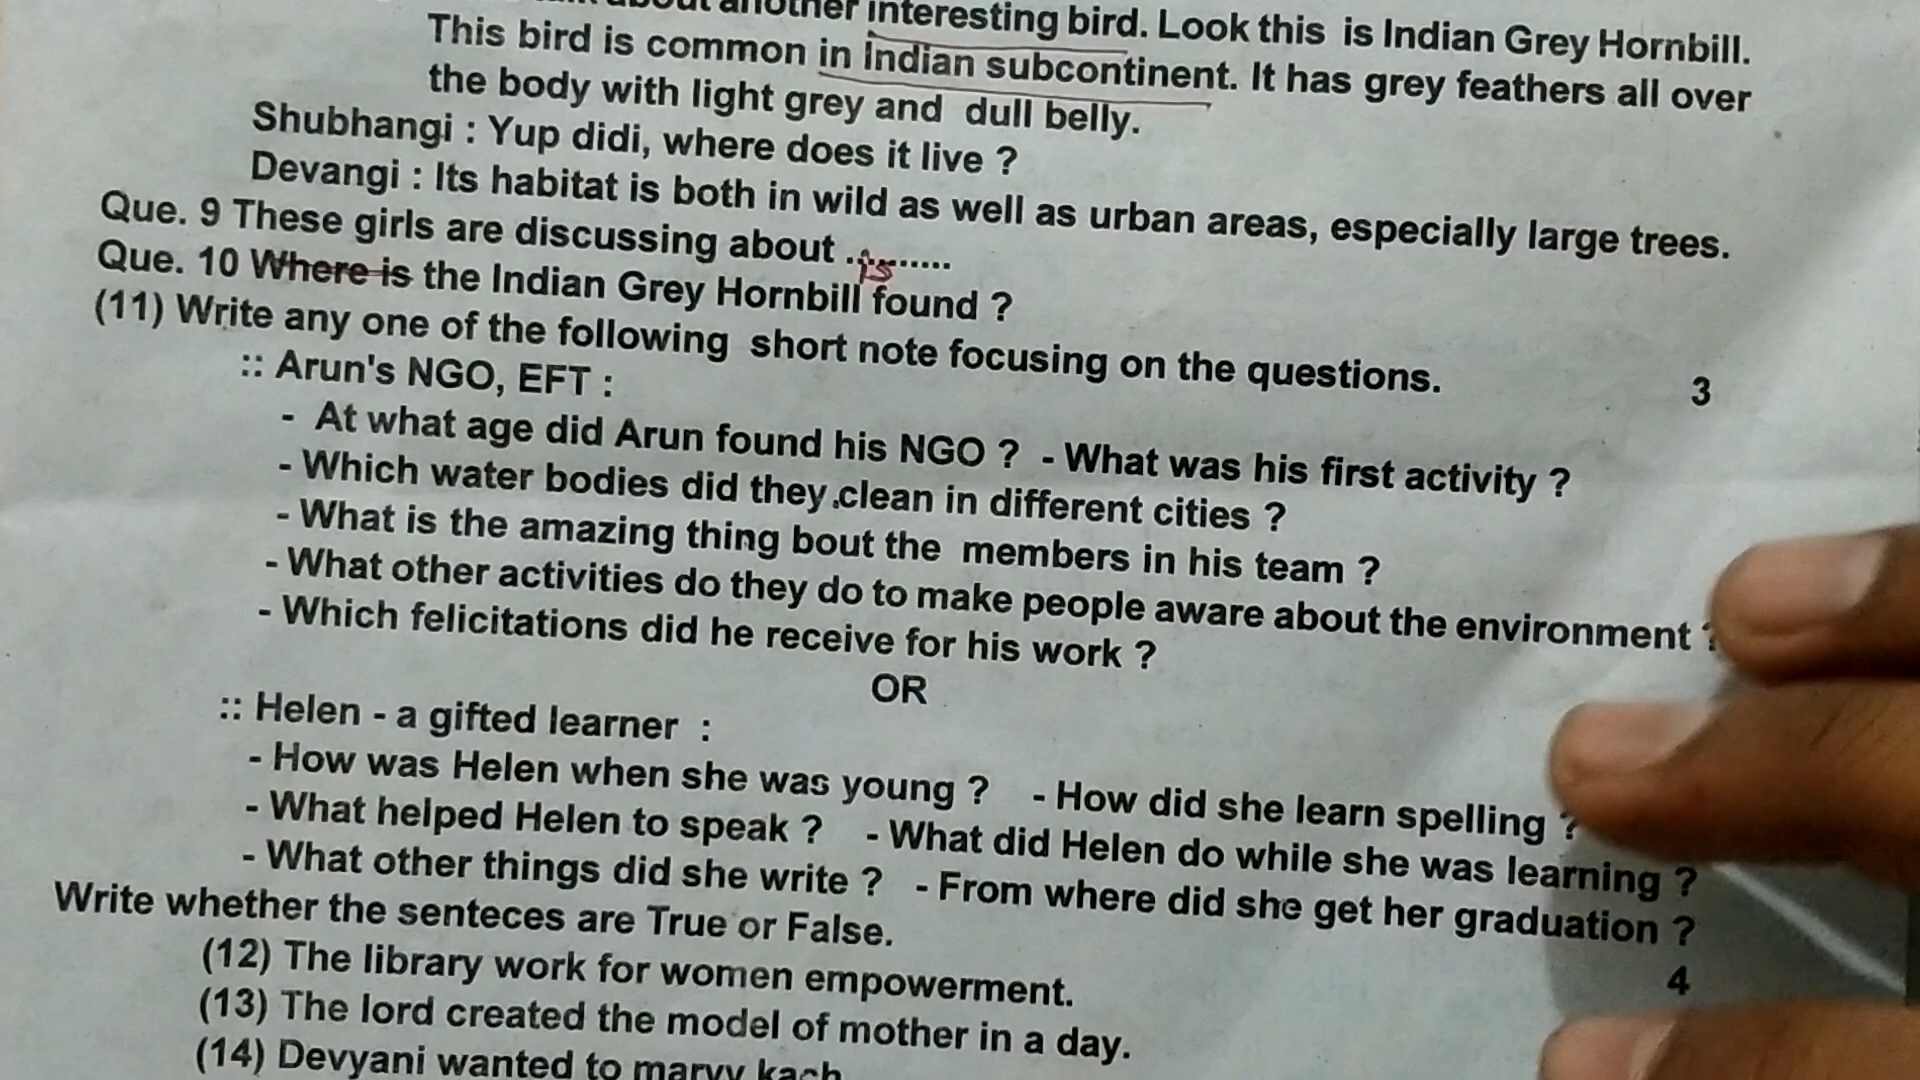 about another interesting bird. Look this is Indian Grey Hornbill.
This bird is common in Indian subcontinent. It has grey feathers all over
the body with light grey and dull belly.
Shubhangi : Yup didi, where does it live ?
Devangi : Its habitat is both in wild as well as urban areas, especially large trees.
Que. 9 These girls are discussing about ..........
is
Que. 10 Where is the Indian Grey Hornbill found ?
(11) Write any one of the following short note focusing on the questions. 3
:: Arun's NGO, EFT :
- At what age did Arun found his NGO ? - What was his first activity ?
- Which water bodies did they clean in different cities ?
- What is the amazing thing bout the members in his team ?
- What other activities do they do to make people aware about the environment ?
- Which felicitations did he receive for his work ?
OR
:: Helen - a gifted learner :
- How was Helen when she was young ? - How did she learn spelling ?
- What helped Helen to speak ? - What did Helen do while she was learning ?
- What other things did she write ? - From where did she get her graduation ?
Write whether the senteces are True or False. 4
(12) The library work for women empowerment.
(13) The lord created the model of mother in a day.
(14) Devyani wanted to marry kach